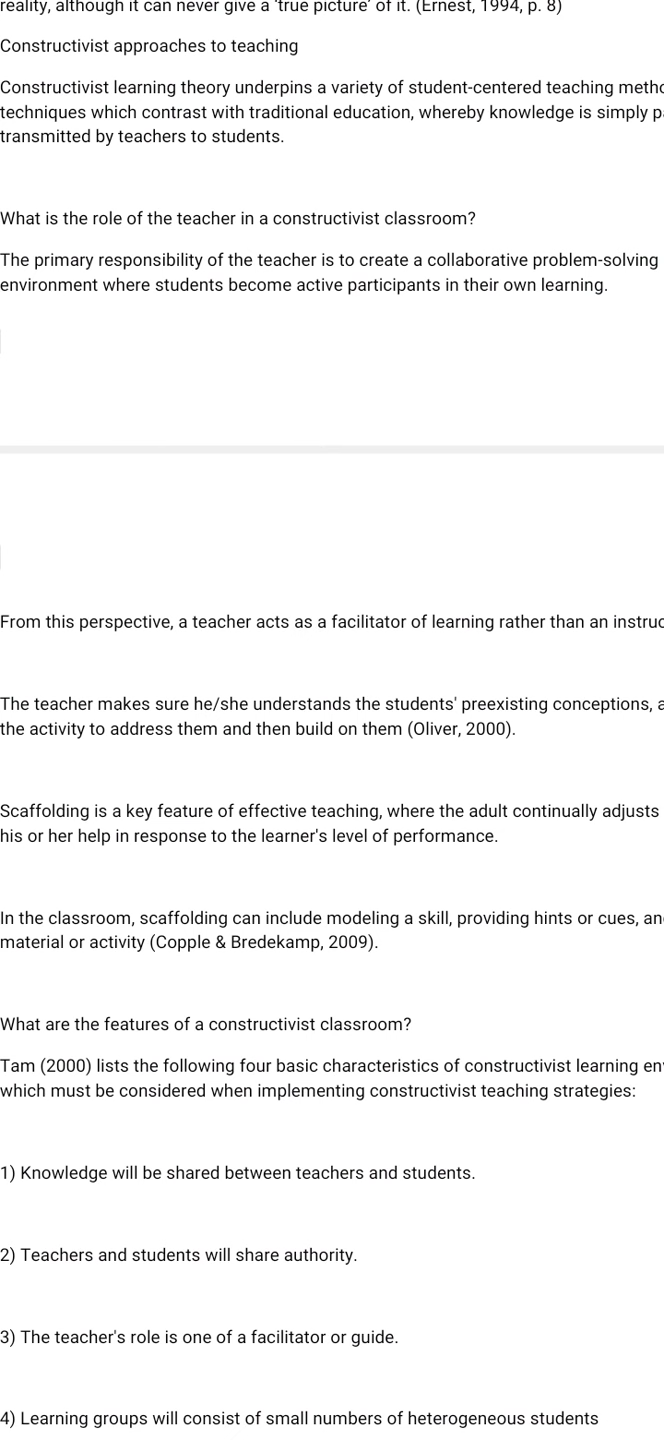 reality, although it can never give a 'true picture' of it. (Ernest, 1994, p. 8)
Constructivist approaches to teaching
Constructivist learning theory underpins a variety of student-centered teaching
techniques which contrast with traditional education, whereby knowledge is simply
transmitted by teachers to students.
What is the role of the teacher in a constructivist classroom?
The primary responsibility of the teacher is to create a collaborative problem-solving
environment where students become active participants in their own learning.
From this perspective, a teacher acts as a facilitator of learning rather than an
The teacher makes sure he/she understands the students' preexisting conceptions,
the activity to address them and then build on them (Oliver, 2000).
Scaffolding is a key feature of effective teaching, where the adult continually adjusts
his or her help in response to the learner's level of performance.
In the classroom, scaffolding can include modeling a skill, providing hints or cues,
material or activity (Copple & Bredekamp, 2009).
What are the features of a constructivist classroom?
Tam (2000) lists the following four basic characteristics of constructivist learning
which must be considered when implementing constructivist teaching strategies:
1) Knowledge will be shared between teachers and students.
2) Teachers and students will share authority.
3) The teacher's role is one of a facilitator or guide.
4) Learning groups will consist of small numbers of heterogeneous students